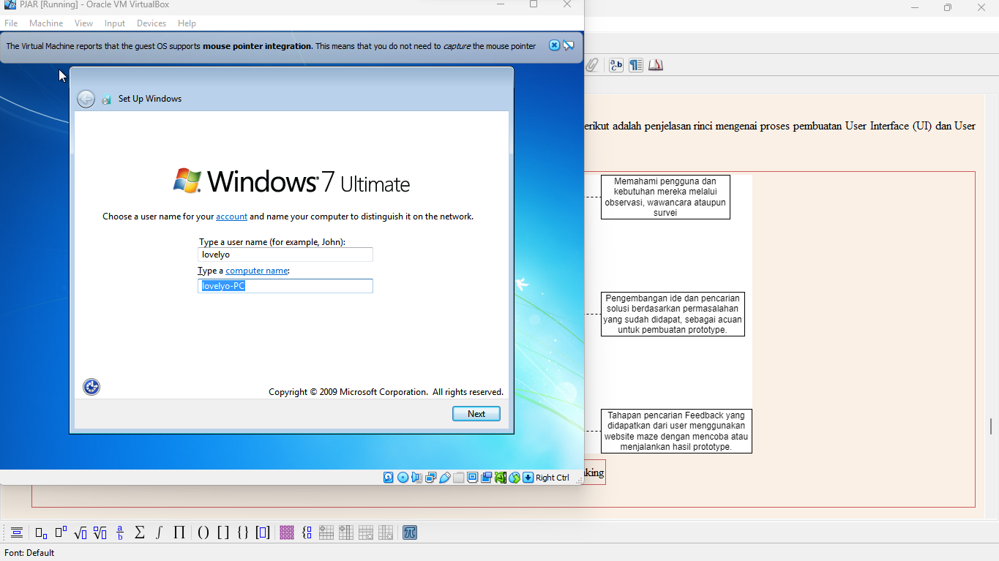 PJAR [Running] - Oracle VM VirtualBox
File Machine View Input Devices Help
The Virtual Machine reports that the guest OS supports mouse pointer integration. This means that you do not need to capture the mouse pointer
Set Up Windows
Windows 7 Ultimate
Choose a user name for your account and name your computer to distinguish it on the network.
Type a user name (for example, John):
lovelyo
Type a computer name:
lovelyo-PC
Copyright © 2009 Microsoft Corporation. All rights reserved.
Next
Right Ctrl
erikut adalah penjelasan rinci mengenai proses pembuatan User Interface (UI) dan User
Memahami pengguna dan
kebutuhan mereka melalui
observasi, wawancara ataupun
survei
Pengembangan ide dan pencarian
solusi berdasarkan permasalahan
yang sudah didapat, sebagai acuan
untuk pembuatan prototype.
Tahapan pencarian Feedback yang
didapatkan dari user menggunakan
website maze dengan mencoba atau
menjalankan hasil prototype.
king
Font: Default